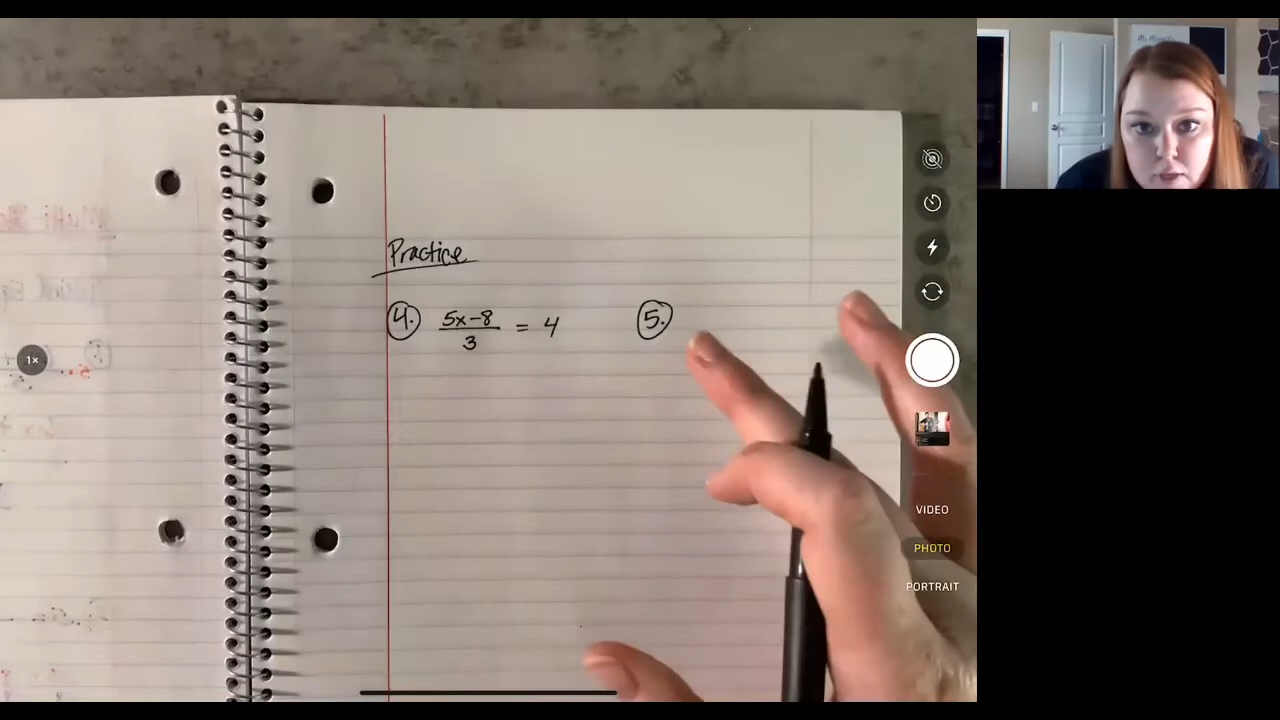 Practice
4. 5x-8/3 = 4
5.
1×
VIDEO
PHOTO
PORTRAIT